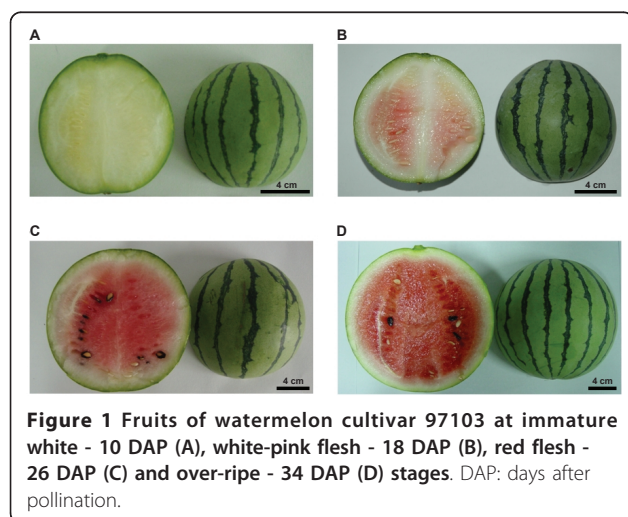 A
B
4 cm
4 cm
C
D
4 cm
4 cm
Figure 1 Fruits of watermelon cultivar 97103 at immature
white - 10 DAP (A), white-pink flesh - 18 DAP (B), red flesh -
26 DAP (C) and over-ripe - 34 DAP (D) stages. DAP: days after
pollination.